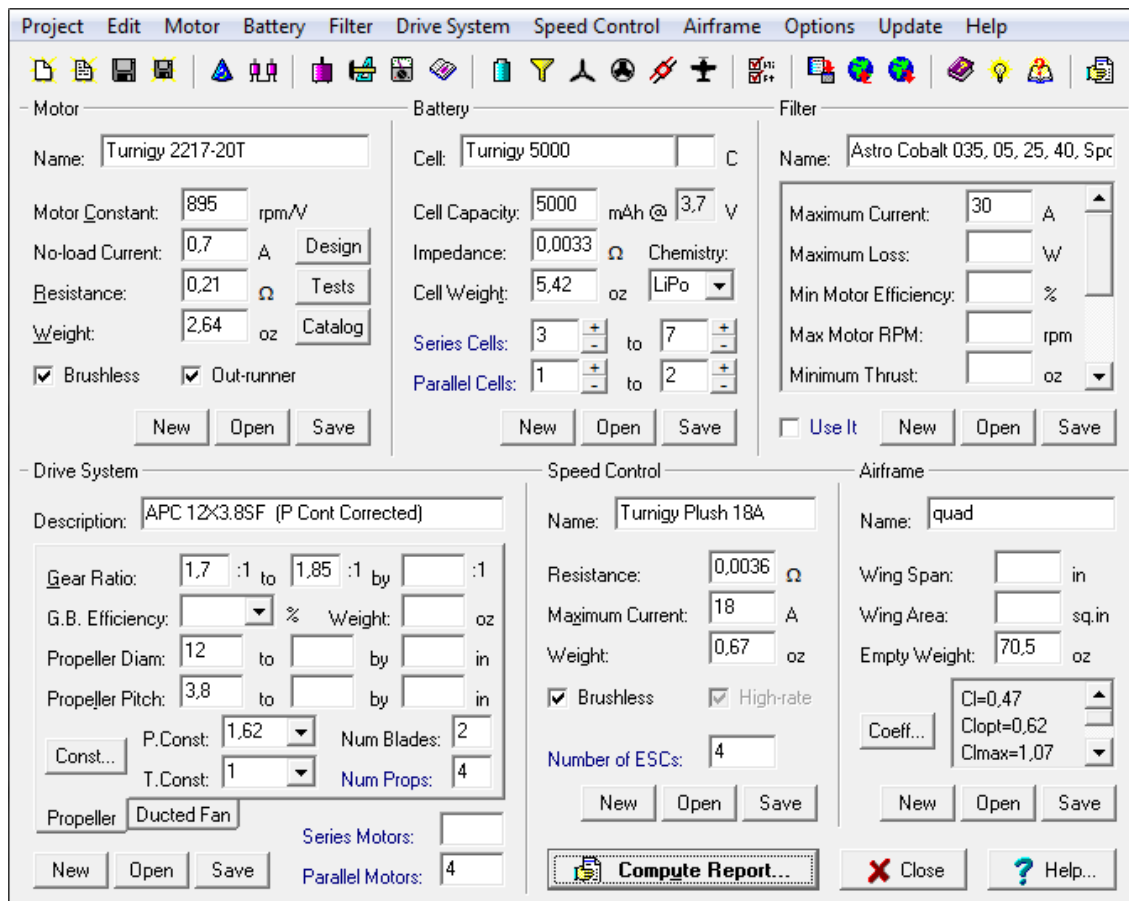 Project Edit Motor Battery Filter Drive System Speed Control Airframe Options Update Help
Motor
Name: Turnigy 2217-20T
Motor Constant: 895 rpm/V
No-load Current: 0,7 A Design
Resistance: 0,21 Ω Tests
Weight: 2,64 oz Catalog
Brushless Out-runner
New Open Save
Battery
Cell: Turnigy 5000 C
Cell Capacity: 5000 mAh @ 3,7 V
Impedance: 0,0033 Ω Chemistry:
Cell Weight: 5,42 oz LiPo
Series Cells: 3 + - to 7 + -
Parallel Cells: 1 + - to 2 + -
New Open Save
Filter
Name: Astro Cobalt 035, 05, 25, 40, Spo
Maximum Current: 30 A
Maximum Loss: W
Min Motor Efficiency: %
Max Motor RPM: rpm
Minimum Thrust: oz
Use It New Open Save
Drive System
Description: APC 12X3.8SF (P Cont Corrected)
Gear Ratio: 1,7 :1 to 1,85 :1 by :1
G.B. Efficiency: % Weight: oz
Propeller Diam: 12 to by in
Propeller Pitch: 3,8 to by in
Const... P.Const: 1,62 Num Blades: 2
T.Const: 1 Num Props: 4
Propeller Ducted Fan
Series Motors:
New Open Save Parallel Motors: 4
Speed Control
Name: Turnigy Plush 18A
Resistance: 0,0036 Ω
Maximum Current: 18 A
Weight: 0,67 oz
Brushless High-rate
Number of ESCs: 4
New Open Save
Airframe
Name: quad
Wing Span: in
Wing Area: sq.in
Empty Weight: 70,5 oz
Coeff... Cl=0,47
Clopt=0,62
Clmax=1,07
New Open Save
Compute Report... Close Help...